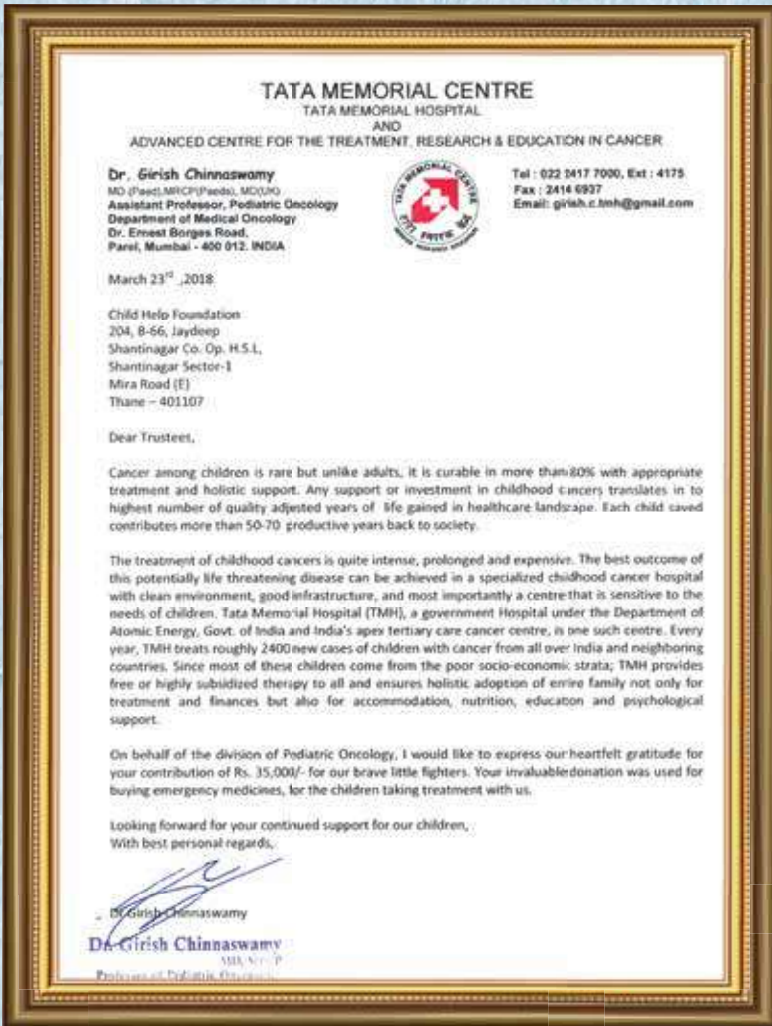 TATA MEMORIAL CENTRE
TATA MEMORIAL HOSPITAL
AND
ADVANCED CENTRE FOR THE TREATMENT, RESEARCH & EDUCATION IN CANCER
Dr. Girish Chinnaswamy
MD (Paed), MRCP(Paeds), MD(UK)
Assistant Professor, Pediatric Oncology
Department of Medical Oncology
Dr. Ernest Borges Road,
Parel, Mumbai - 400 012. INDIA
TATA MEMORIAL CENTRE
Tel : 022 2417 7000, Ext : 4175
Fax : 2414 6937
Email: girish.c.tmh@gmail.com
March 23rd ,2018
Child Help Foundation
204, B-66, Jaydeep
Shantinagar Co. Op. H.S.L,
Shantinagar Sector-1
Mira Road (E)
Thane – 401107
Dear Trustees,
Cancer among children is rare but unlike adults, it is curable in more than 80% with appropriate
treatment and holistic support. Any support or investment in childhood cancers translates in to
highest number of quality adjusted years of life gained in healthcare landscape. Each child saved
contributes more than 50-70 productive years back to society.
The treatment of childhood cancers is quite intense, prolonged and expensive. The best outcome of
this potentially life threatening disease can be achieved in a specialized childhood cancer hospital
with clean environment, good infrastructure, and most importantly a centre that is sensitive to the
needs of children. Tata Memorial Hospital (TMH), a government Hospital under the Department of
Atomic Energy, Govt. of India and India's apex tertiary care cancer centre, is one such centre. Every
year, TMH treats roughly 2400 new cases of children with cancer from all over India and neighboring
countries. Since most of these children come from the poor socio-economic strata; TMH provides
free or highly subsidized therapy to all and ensures holistic adoption of entire family not only for
treatment and finances but also for accommodation, nutrition, education and psychological
support.
On behalf of the division of Pediatric Oncology, I would like to express our heartfelt gratitude for
your contribution of Rs. 35,000/- for our brave little fighters. Your invaluable donation was used for
buying emergency medicines, for the children taking treatment with us.
Looking forward for your continued support for our children,
With best personal regards,
Dr Girish Chinnaswamy
Dr. Girish Chinnaswamy
Professor of Pediatric